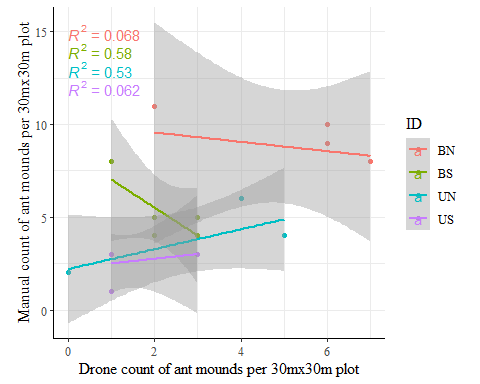 Manual count of ant mounds per 30mx30m plot
15
10
5
0
R² = 0.068
R² = 0.58
R² = 0.53
R² = 0.062
0 2 4 6
Drone count of ant mounds per 30mx30m plot
ID
a BN
a BS
a UN
a US